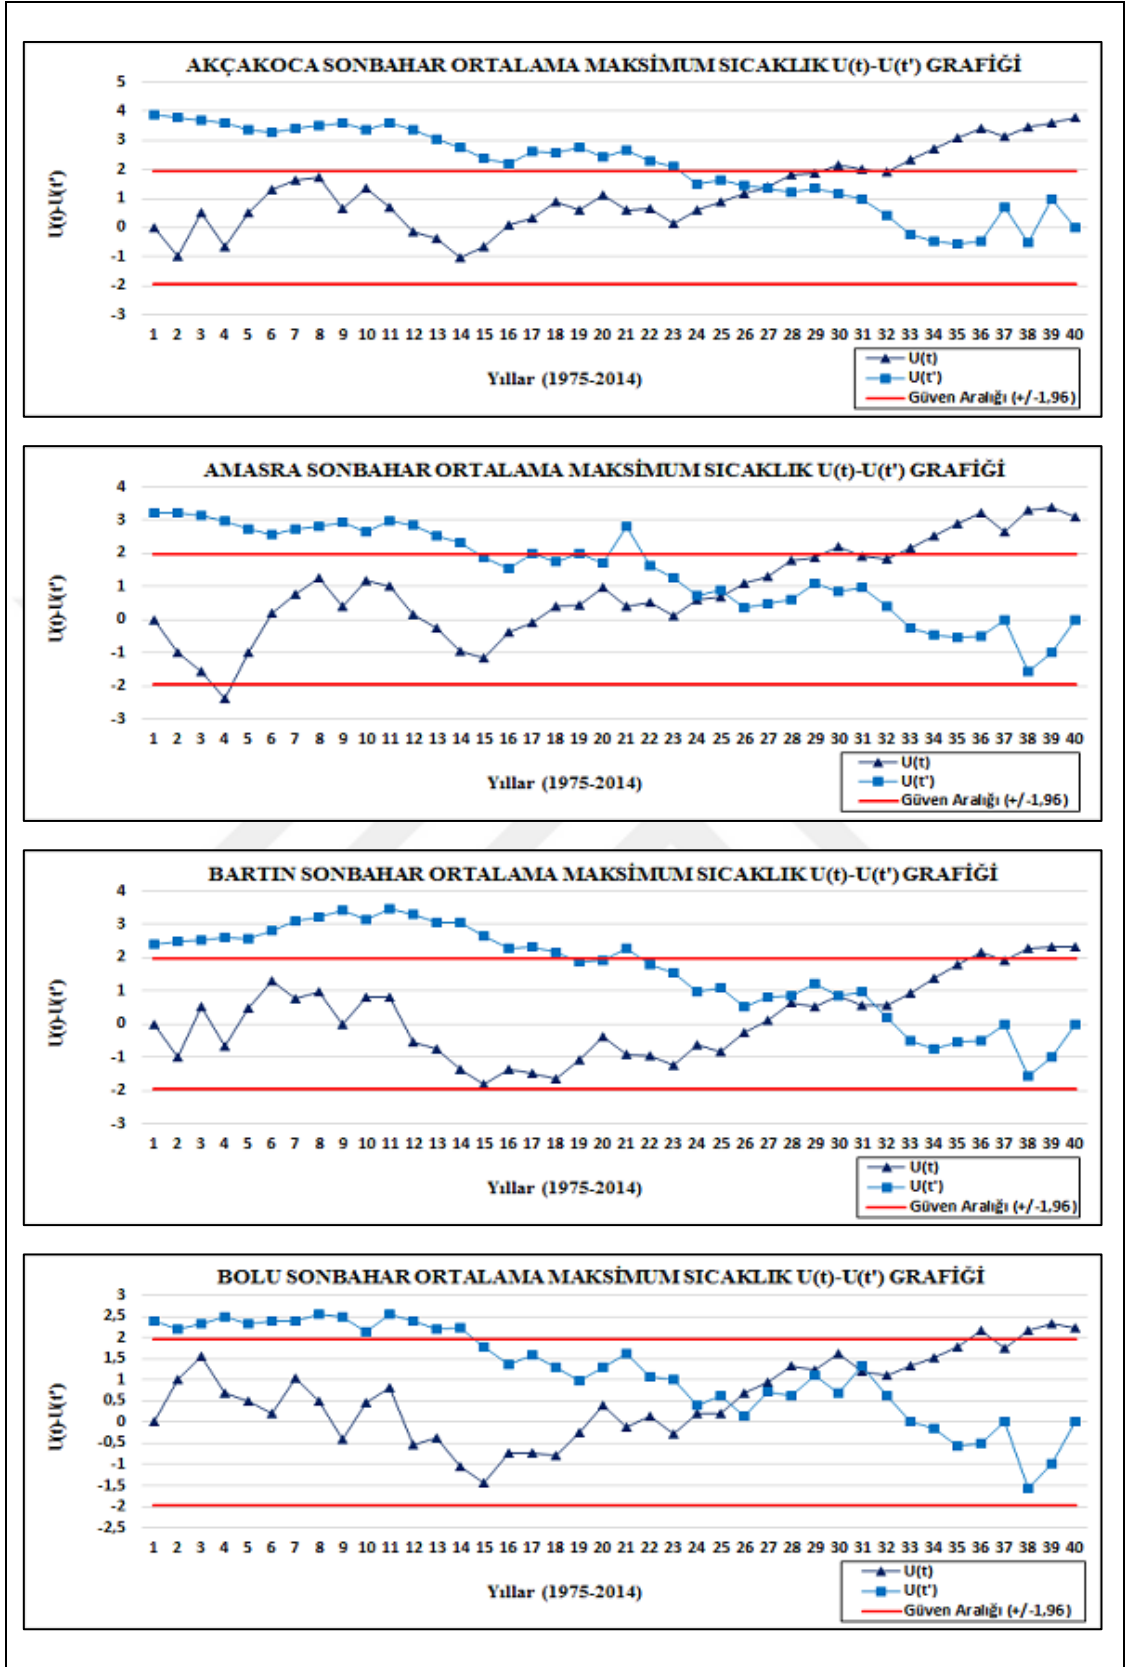 AKÇAKOCA SONBAHAR ORTALAMA MAKSİMUM SICAKLIK U(t)-U(t') GRAFİĞİ
5
4
3
2
1
0
-1
-2
-3
U(t)-U(t')
1 2 3 4 5 6 7 8 9 10 11 12 13 14 15 16 17 18 19 20 21 22 23 24 25 26 27 28 29 30 31 32 33 34 35 36 37 38 39 40
Yıllar (1975-2014)
U(t)
U(t')
Güven Aralığı (+/-1,96)
AMASRA SONBAHAR ORTALAMA MAKSİMUM SICAKLIK U(t)-U(t') GRAFİĞİ
4
3
2
1
0
-1
-2
-3
U(t)-U(t')
1 2 3 4 5 6 7 8 9 10 11 12 13 14 15 16 17 18 19 20 21 22 23 24 25 26 27 28 29 30 31 32 33 34 35 36 37 38 39 40
Yıllar (1975-2014)
U(t)
U(t')
Güven Aralığı (+/-1,96)
BARTIN SONBAHAR ORTALAMA MAKSİMUM SICAKLIK U(t)-U(t') GRAFİĞİ
4
3
2
1
0
-1
-2
-3
U(t)-U(t')
1 2 3 4 5 6 7 8 9 10 11 12 13 14 15 16 17 18 19 20 21 22 23 24 25 26 27 28 29 30 31 32 33 34 35 36 37 38 39 40
Yıllar (1975-2014)
U(t)
U(t')
Güven Aralığı (+/-1,96)
BOLU SONBAHAR ORTALAMA MAKSİMUM SICAKLIK U(t)-U(t') GRAFİĞİ
3
2,5
2
1,5
1
0,5
0
-0,5
-1
-1,5
-2
-2,5
U(t)-U(t')
1 2 3 4 5 6 7 8 9 10 11 12 13 14 15 16 17 18 19 20 21 22 23 24 25 26 27 28 29 30 31 32 33 34 35 36 37 38 39 40
Yıllar (1975-2014)
U(t)
U(t')
Güven Aralığı (+/-1,96)